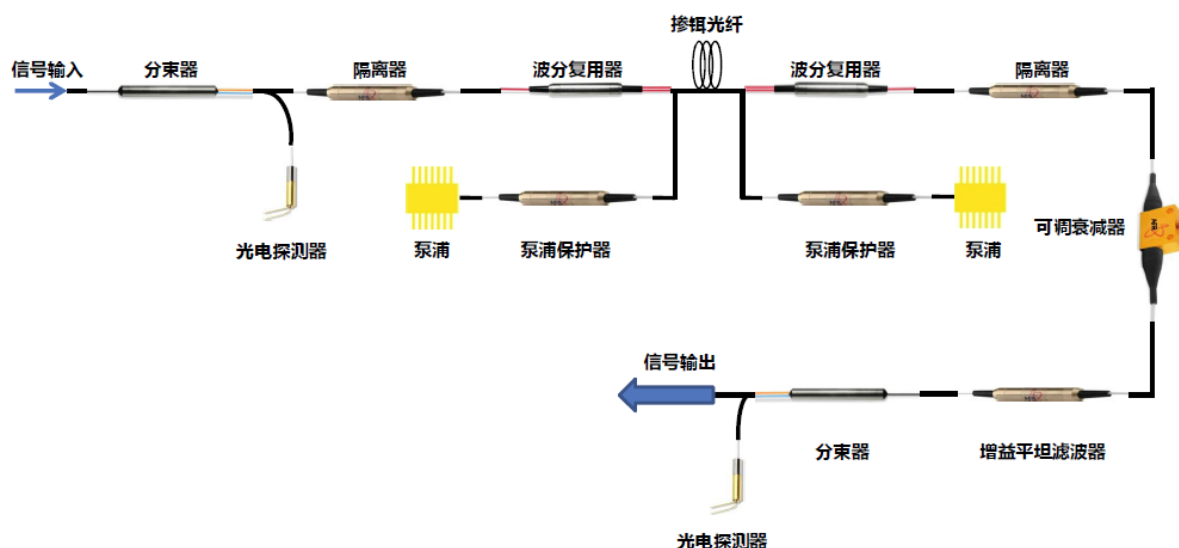 掺铒光纤
信号输入
分束器
隔离器
波分复用器
波分复用器
隔离器
光电探测器
泵浦
泵浦保护器
泵浦保护器
泵浦
可调衰减器
信号输出
分束器
增益平坦滤波器
光电探测器